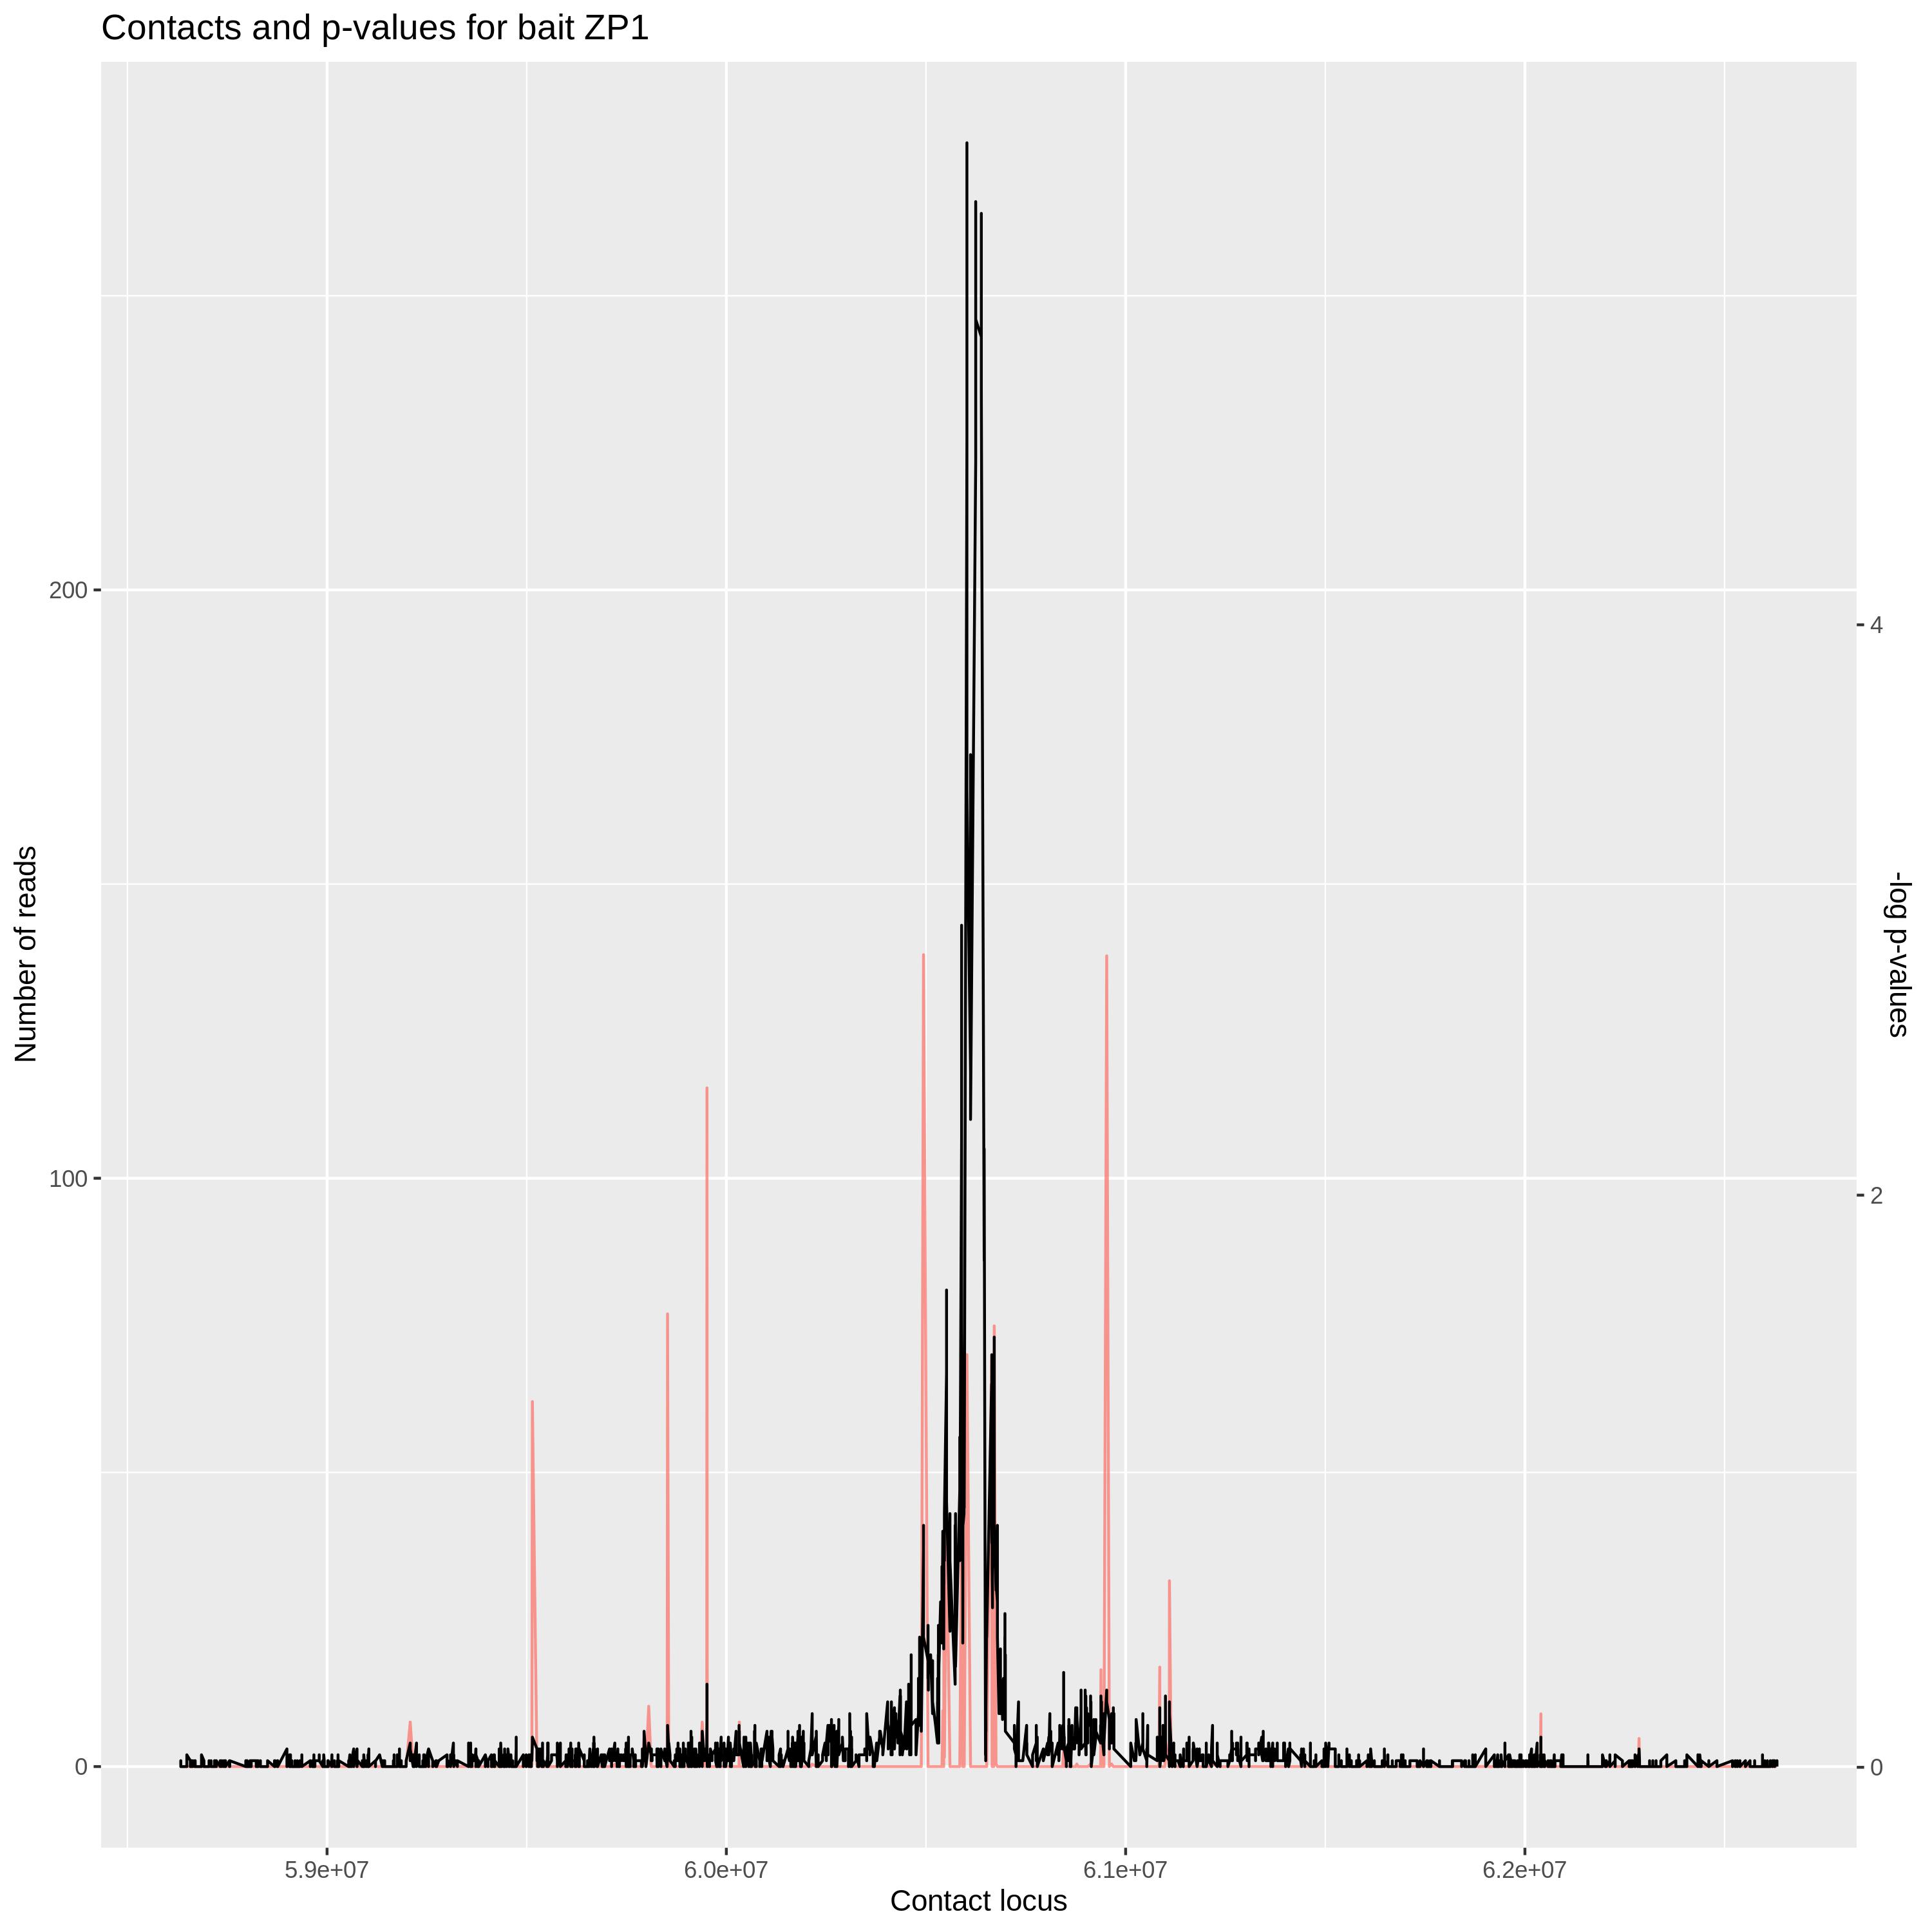 Contacts and p-values for bait ZP1
Number of reads
200
100
0
4
2
0
-log p-values
5.9e+07
6.0e+07
6.1e+07
6.2e+07
Contact locus